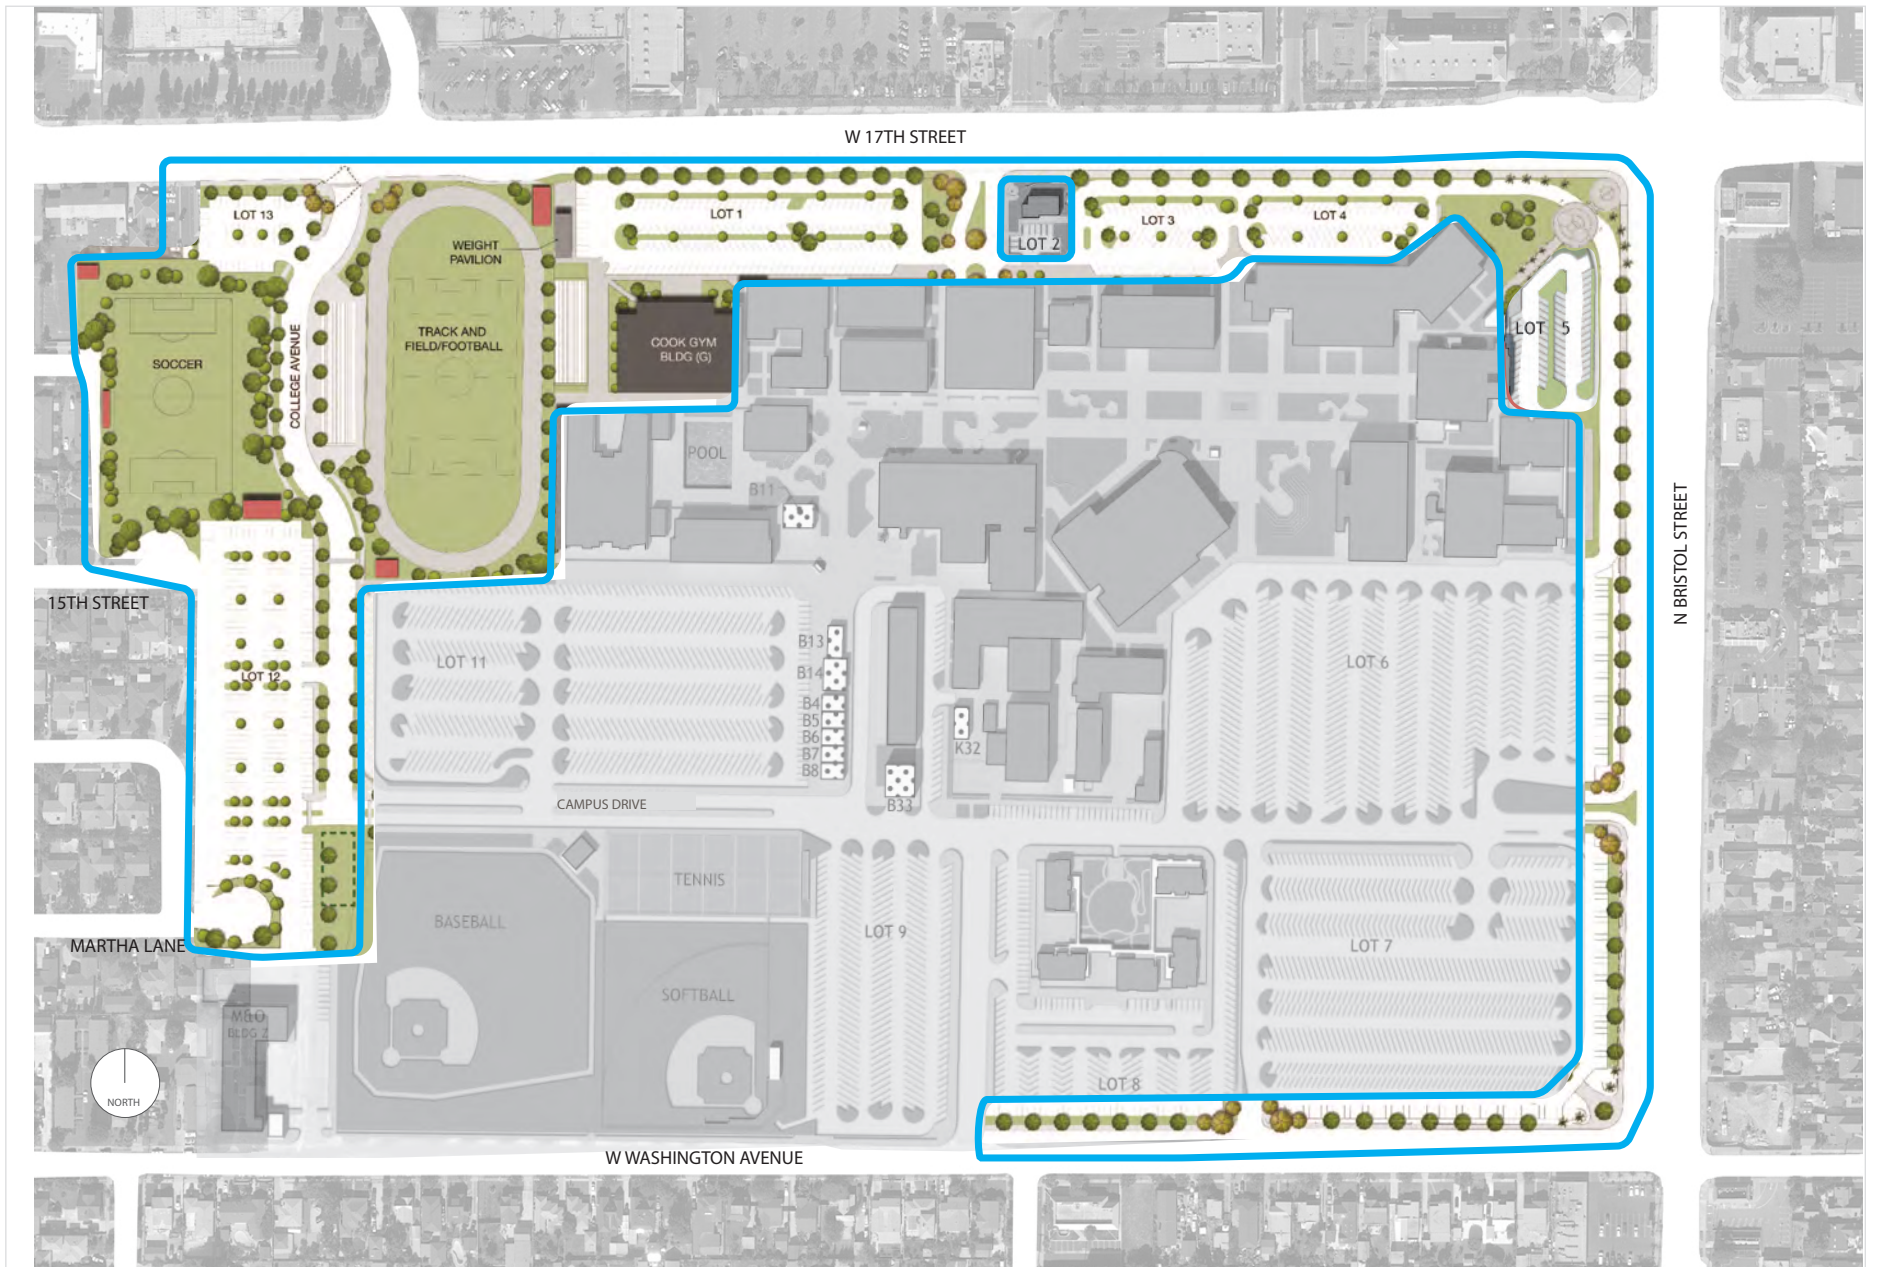 W 17TH STREET
LOT 13
LOT 1
LOT 2
LOT 3
LOT 4
WEIGHT
PAVILION
LOT 5
TRACK AND
FIELD/FOOTBALL
COOK GYM
BLDG (G)
SOCCER
COLLEGE AVENUE
POOL
B11
N BRISTOL STREET
15TH STREET
LOT 11
B13
B14
LOT 6
LOT 12
B4
B5
B6
B7
B8
K32
B33
CAMPUS DRIVE
TENNIS
BASEBALL
LOT 9
LOT 7
MARTHA LANE
SOFTBALL
M&O
BLDG Z
LOT 8
NORTH
W WASHINGTON AVENUE